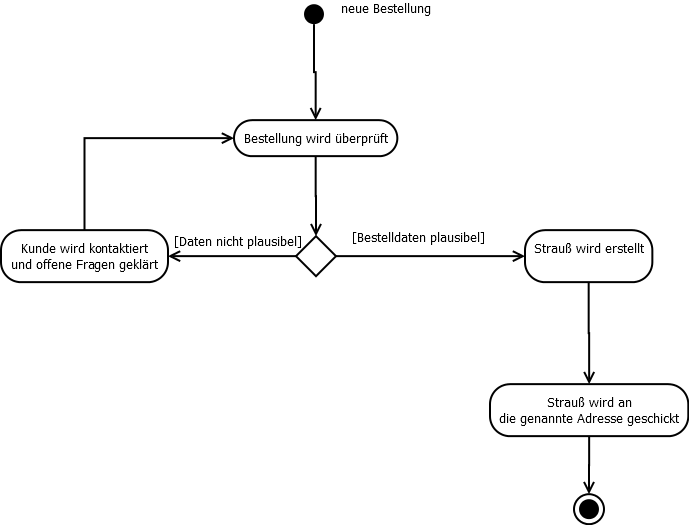 neue Bestellung
Bestellung wird überprüft
[Daten nicht plausibel]
[Bestelldaten plausibel]
Kunde wird kontaktiert
und offene Fragen geklärt
Strauß wird erstellt
Strauß wird an
die genannte Adresse geschickt